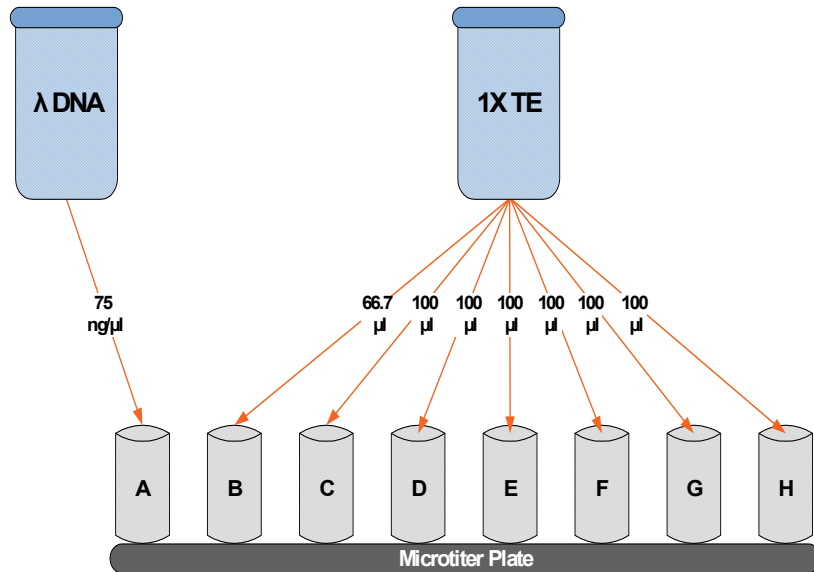 λ DNA
1X TE
75
ng/µl
66.7
µl
100
µl
100
µl
100
µl
100
µl
100
µl
100
µl
A
B
C
D
E
F
G
H
Microtiter Plate